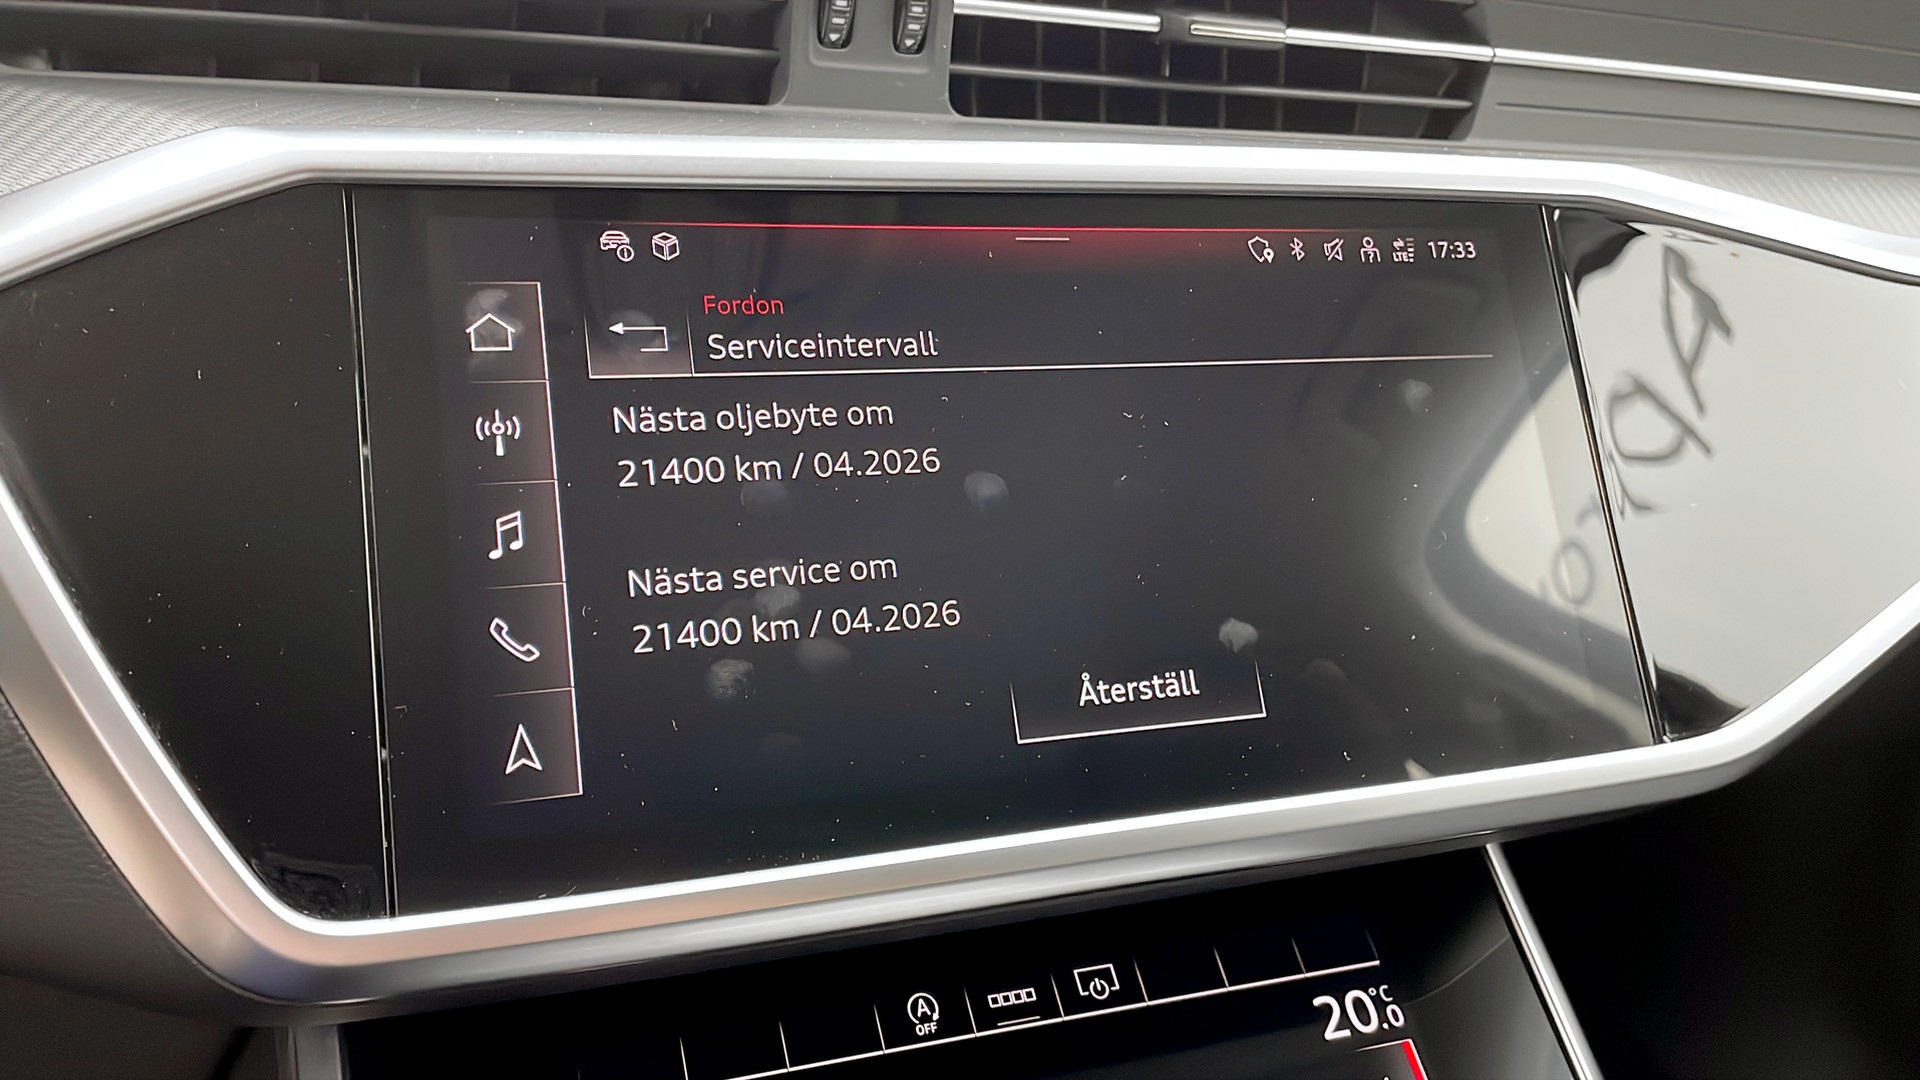 17:33
Fordon
Serviceintervall
Nästa oljebyte om
21400 km / 04.2026
Nästa service om
21400 km / 04.2026
Återställ
A
OFF
20.0 °C
LTE